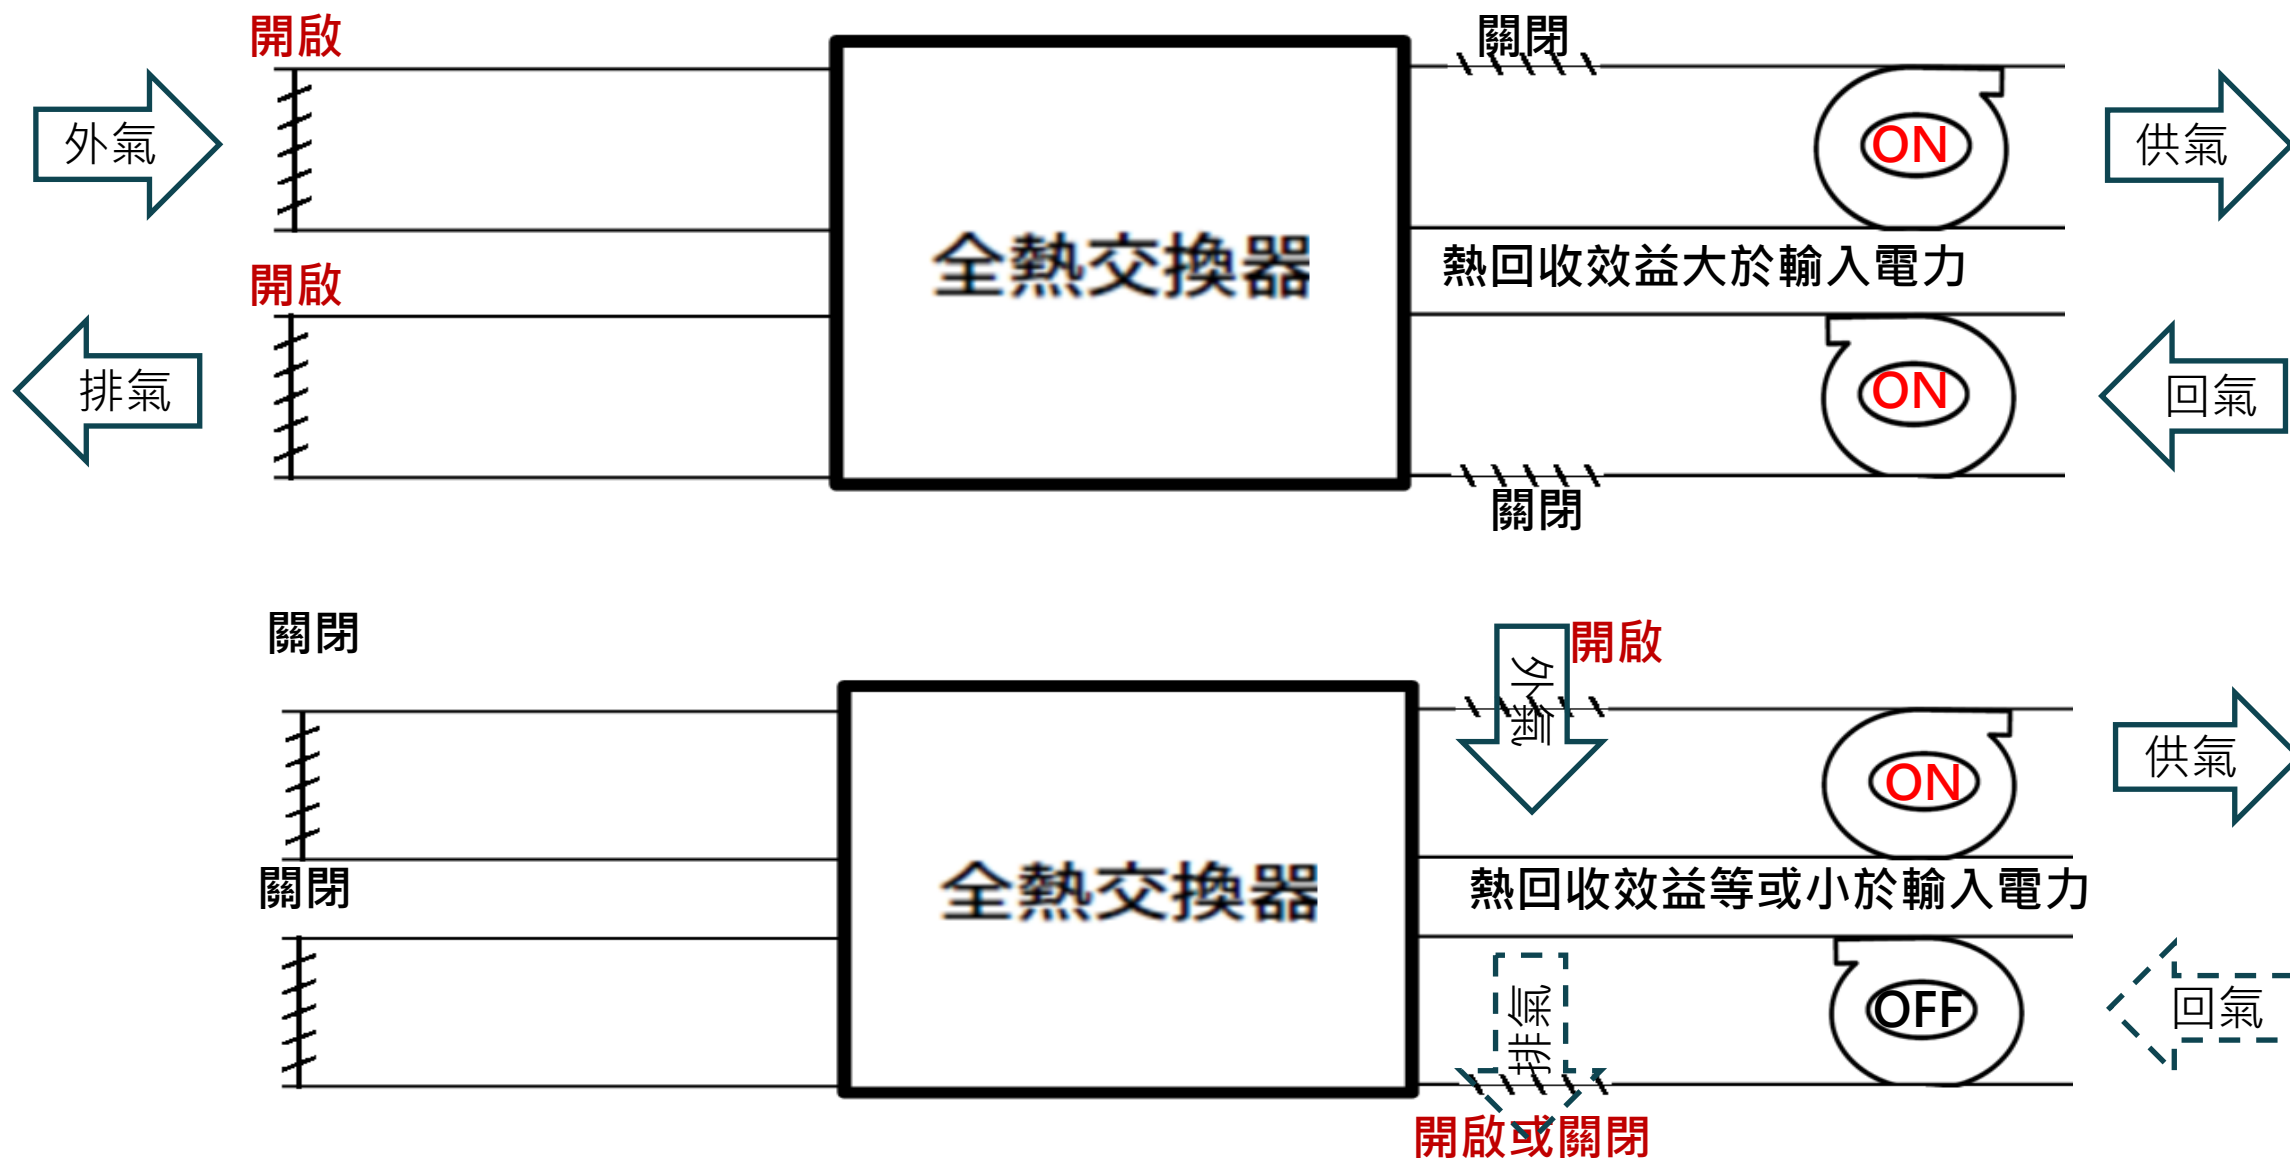 開啟
關閉
外氣
ON
供氣
全熱交換器
熱回收效益大於輸入電力
開啟
排氣
ON
回氣
關閉
關閉
開啟
外氣
ON
供氣
關閉
全熱交換器
熱回收效益等或小於輸入電力
排氣
OFF
回氣
開啟或關閉